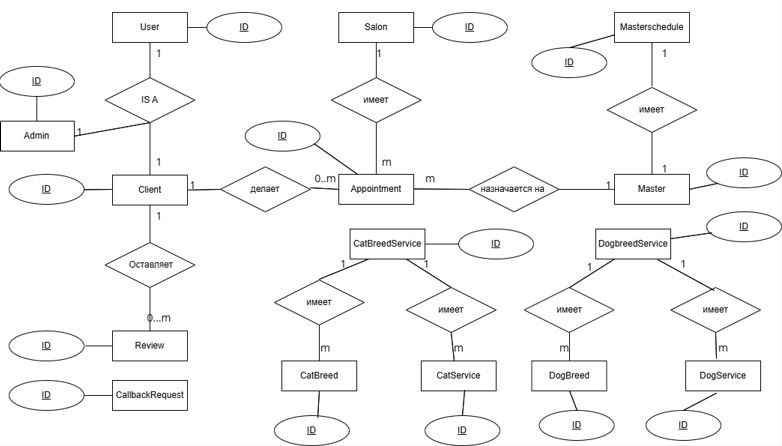 User
ID
Salon
ID
Masterschedule
1
1
1
ID
ID
IS A
имеет
имеет
Admin
1
ID
1
m
1
ID
Client
1
делает
0..m
Appointment
m
назначается на
1
Master
ID
1
ID
CatBreedService
ID
DogbreedService
Оставляет
1
1
1
1
имеет
имеет
имеет
имеет
0...m
ID
Review
m
m
m
m
CatBreed
CatService
DogBreed
DogService
ID
CallbackRequest
ID
ID
ID
ID